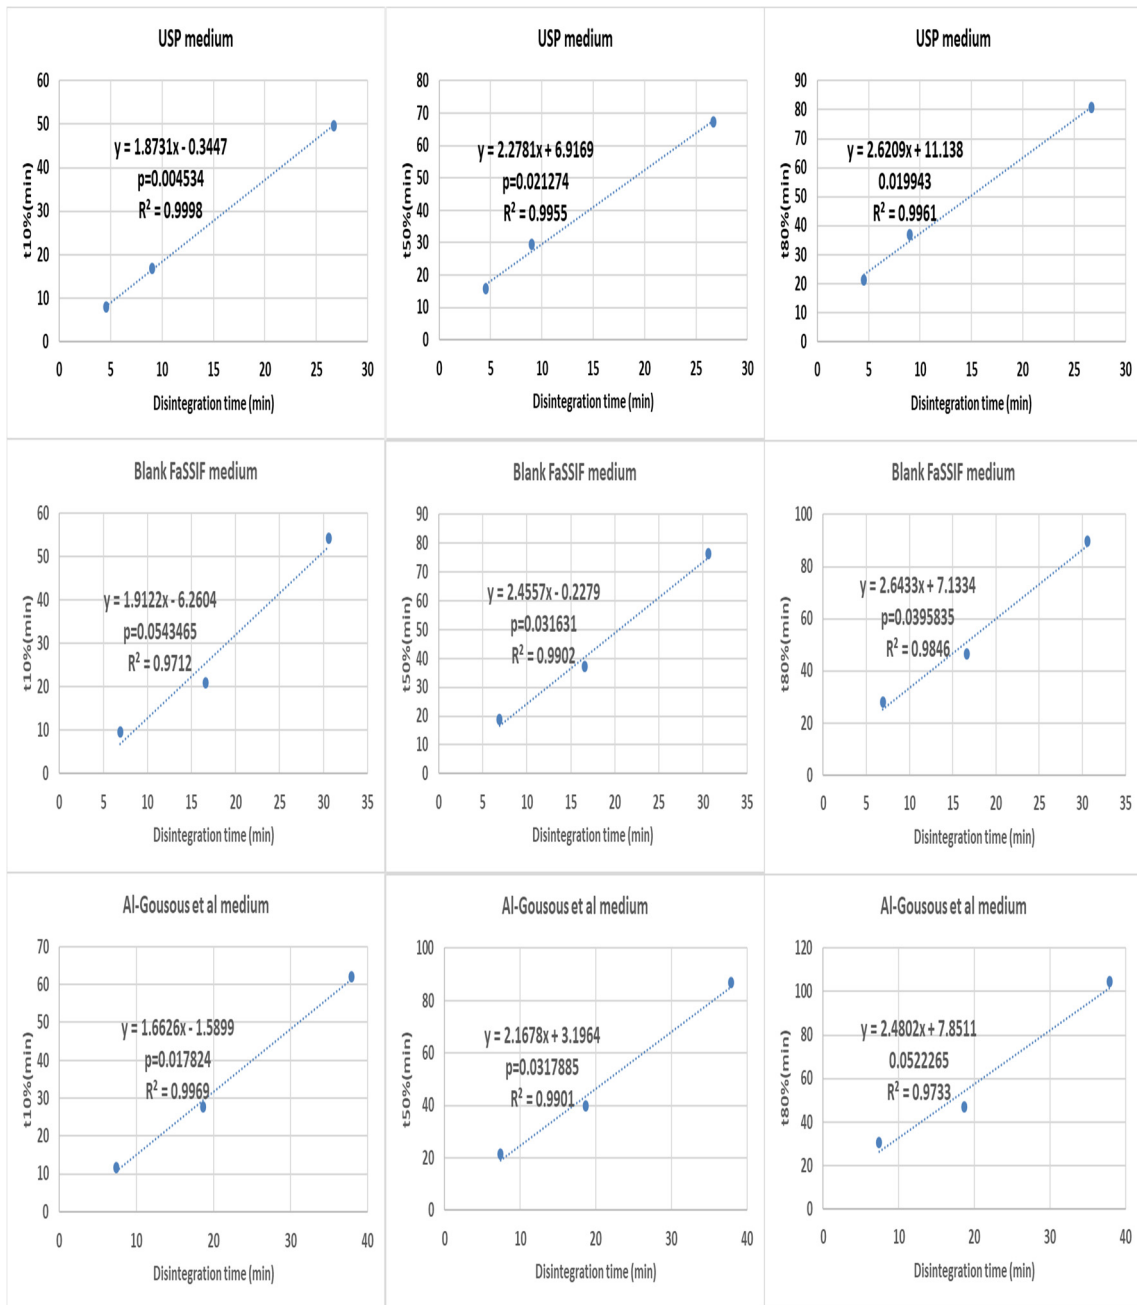 USP medium
60
50
40
30
20
10
0
t10%(min)
y = 1.8731x - 0.3447
p=0.004534
R² = 0.9998
0 5 10 15 20 25 30
Disintegration time (min)
USP medium
80
70
60
50
40
30
20
10
0
t50%(min)
y = 2.2781x + 6.9169
p=0.021274
R² = 0.9955
0 5 10 15 20 25 30
Disintegration time (min)
USP medium
90
80
70
60
50
40
30
20
10
0
t80%(min)
y = 2.6209x + 11.138
0.019943
R² = 0.9961
0 5 10 15 20 25 30
Disintegration time (min)
Blank FaSSIF medium
60
50
40
30
20
10
0
t10%(min)
y = 1.9122x - 6.2604
p=0.0543465
R² = 0.9712
0 5 10 15 20 25 30 35
Disintegration time (min)
Blank FaSSIF medium
90
80
70
60
50
40
30
20
10
0
t50%(min)
y = 2.4557x - 0.2279
p=0.031631
R² = 0.9902
0 5 10 15 20 25 30 35
Disintegration time (min)
Blank FaSSIF medium
100
80
60
40
20
0
t80%(min)
y = 2.6433x + 7.1334
p=0.0395835
R² = 0.9846
0 5 10 15 20 25 30 35
Disintegration time (min)
Al-Gousous et al medium
70
60
50
40
30
20
10
0
t10%(min)
y = 1.6626x - 1.5899
p=0.017824
R² = 0.9969
0 10 20 30 40
Disintegration time (min)
Al-Gousous et al medium
100
80
60
40
20
0
t50%(min)
y = 2.1678x + 3.1964
p=0.0317885
R² = 0.9901
0 10 20 30 40
Disintegration time (min)
Al-Gousous et al medium
120
100
80
60
40
20
0
t80%(min)
y = 2.4802x + 7.8511
0.0522265
R² = 0.9733
0 10 20 30 40
Disintegration time (min)